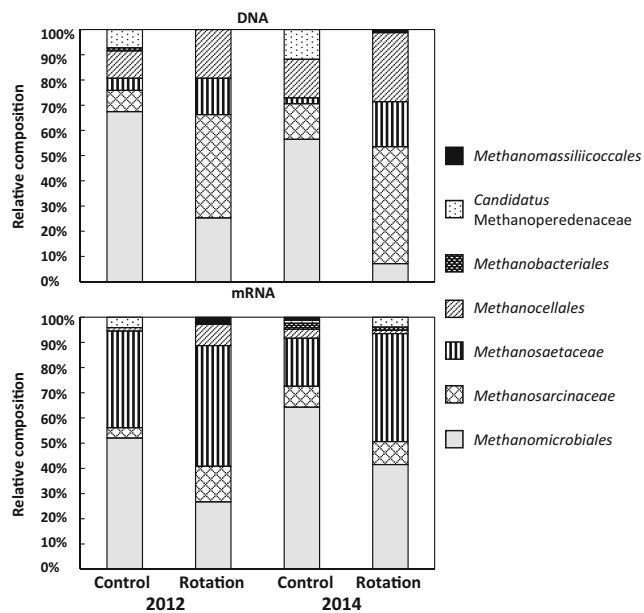 DNA
Relative composition
100%
90%
80%
70%
60%
50%
40%
30%
20%
10%
0%
mRNA
Relative composition
100%
90%
80%
70%
60%
50%
40%
30%
20%
10%
0%
Control Rotation Control Rotation
2012 2014
Methanomassiliicoccales
Candidatus
Methanoperedenaceae
Methanobacteriales
Methanocellales
Methanosaetaceae
Methanosarcinaceae
Methanomicrobiales